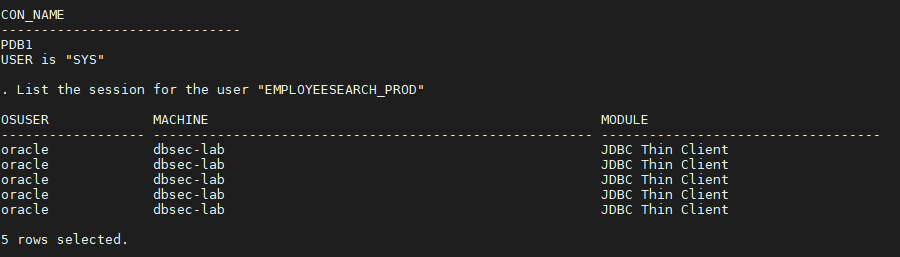 CON_NAME
------------------------------
PDB1
USER is "SYS"
. List the session for the user "EMPLOYEESEARCH_PROD"
OSUSER             MACHINE                                                 MODULE
------------------ ------------------------------------------------------- -----------------------------------
oracle             dbsec-lab                                               JDBC Thin Client
oracle             dbsec-lab                                               JDBC Thin Client
oracle             dbsec-lab                                               JDBC Thin Client
oracle             dbsec-lab                                               JDBC Thin Client
oracle             dbsec-lab                                               JDBC Thin Client
5 rows selected.